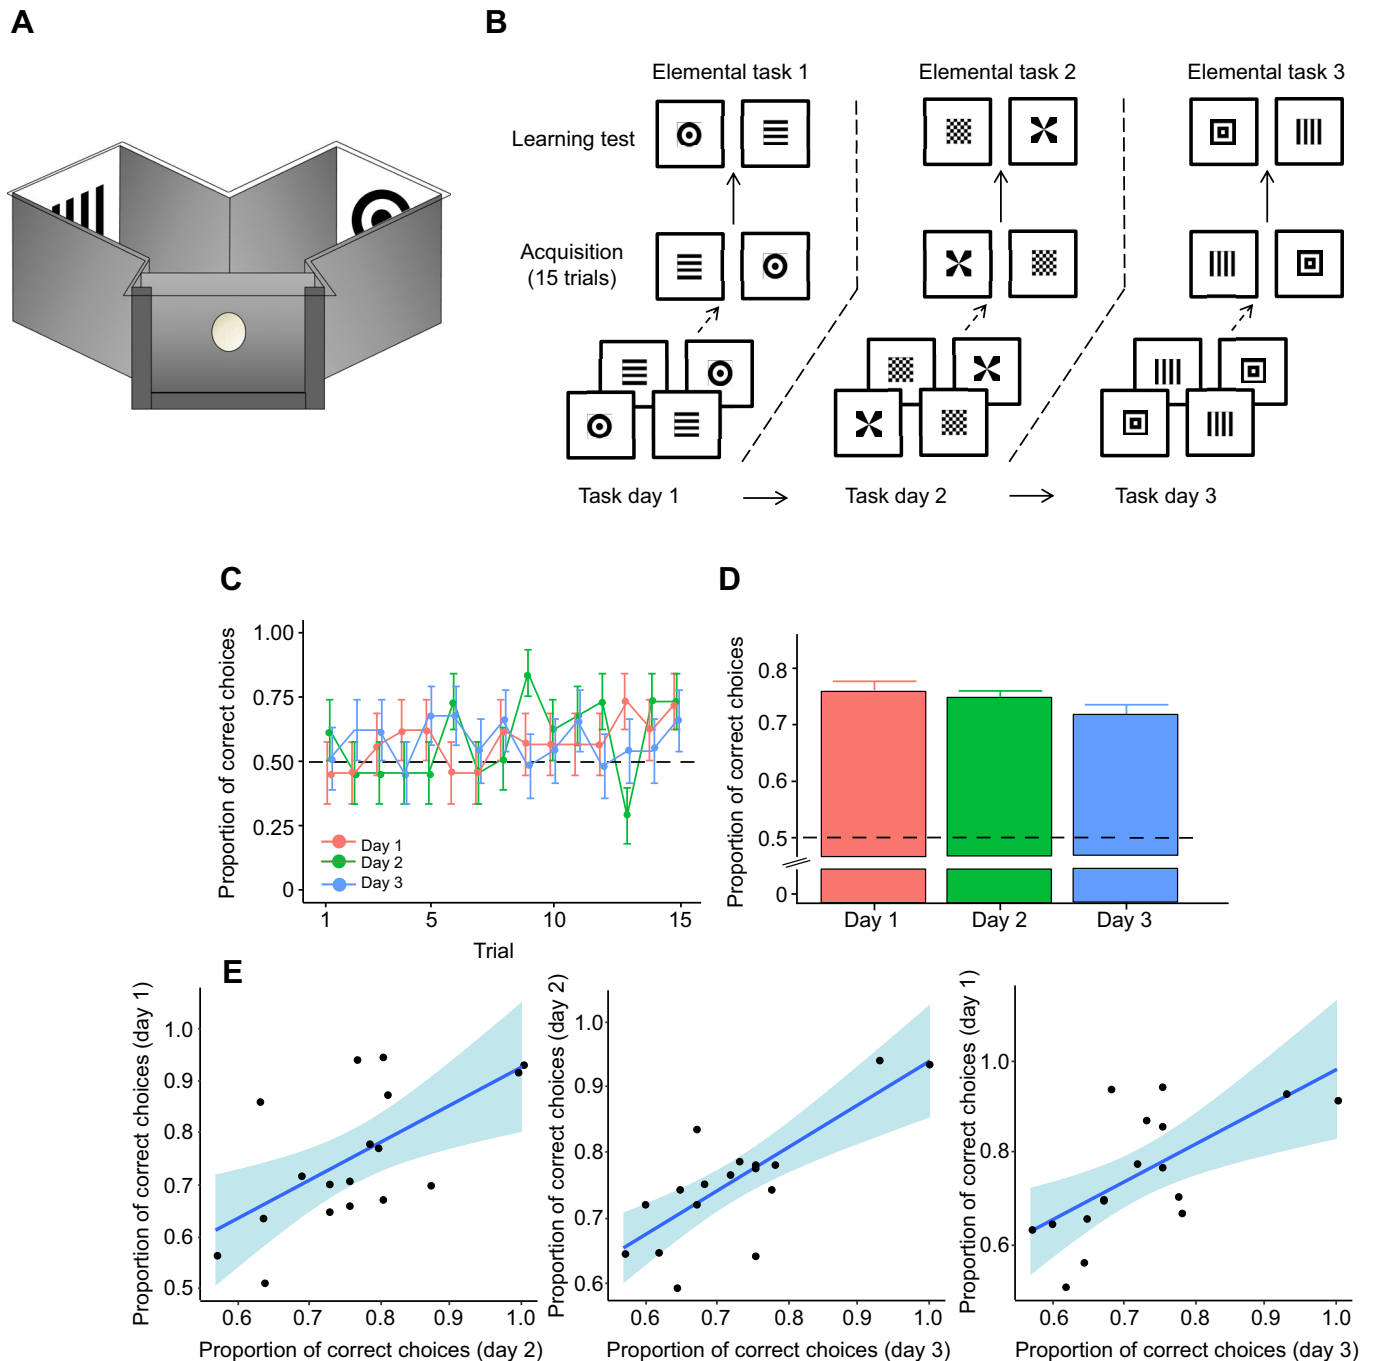 A
B
Elemental task 1
Elemental task 2
Elemental task 3
Learning test
Acquisition
(15 trials)
Task day 1
Task day 2
Task day 3
C
Proportion of correct choices
1.00
0.75
0.50
0.25
0
Day 1
Day 2
Day 3
1
5
10
15
Trial
D
Proportion of correct choices
0.8
0.7
0.6
0.5
0
Day 1
Day 2
Day 3
E
Proportion of correct choices (day 1)
1.0
0.9
0.8
0.7
0.6
0.5
0.6
0.7
0.8
0.9
1.0
Proportion of correct choices (day 2)
Proportion of correct choices (day 2)
1.0
0.9
0.8
0.7
0.6
0.6
0.7
0.8
0.9
1.0
Proportion of correct choices (day 3)
Proportion of correct choices (day 1)
1.0
0.8
0.6
0.6
0.7
0.8
0.9
1.0
Proportion of correct choices (day 3)